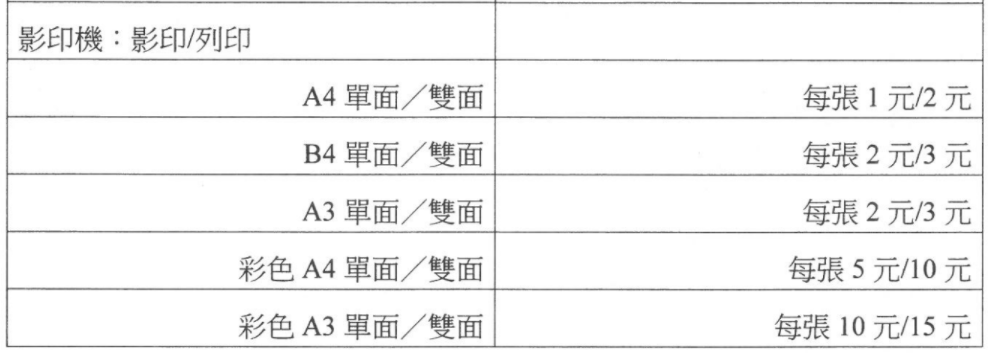 影印機：影印/列印
A4 單面／雙面 每張 1 元/2 元
B4 單面／雙面 每張 2 元/3 元
A3 單面／雙面 每張 2 元/3 元
彩色 A4 單面／雙面 每張 5 元/10 元
彩色 A3 單面／雙面 每張 10 元/15 元